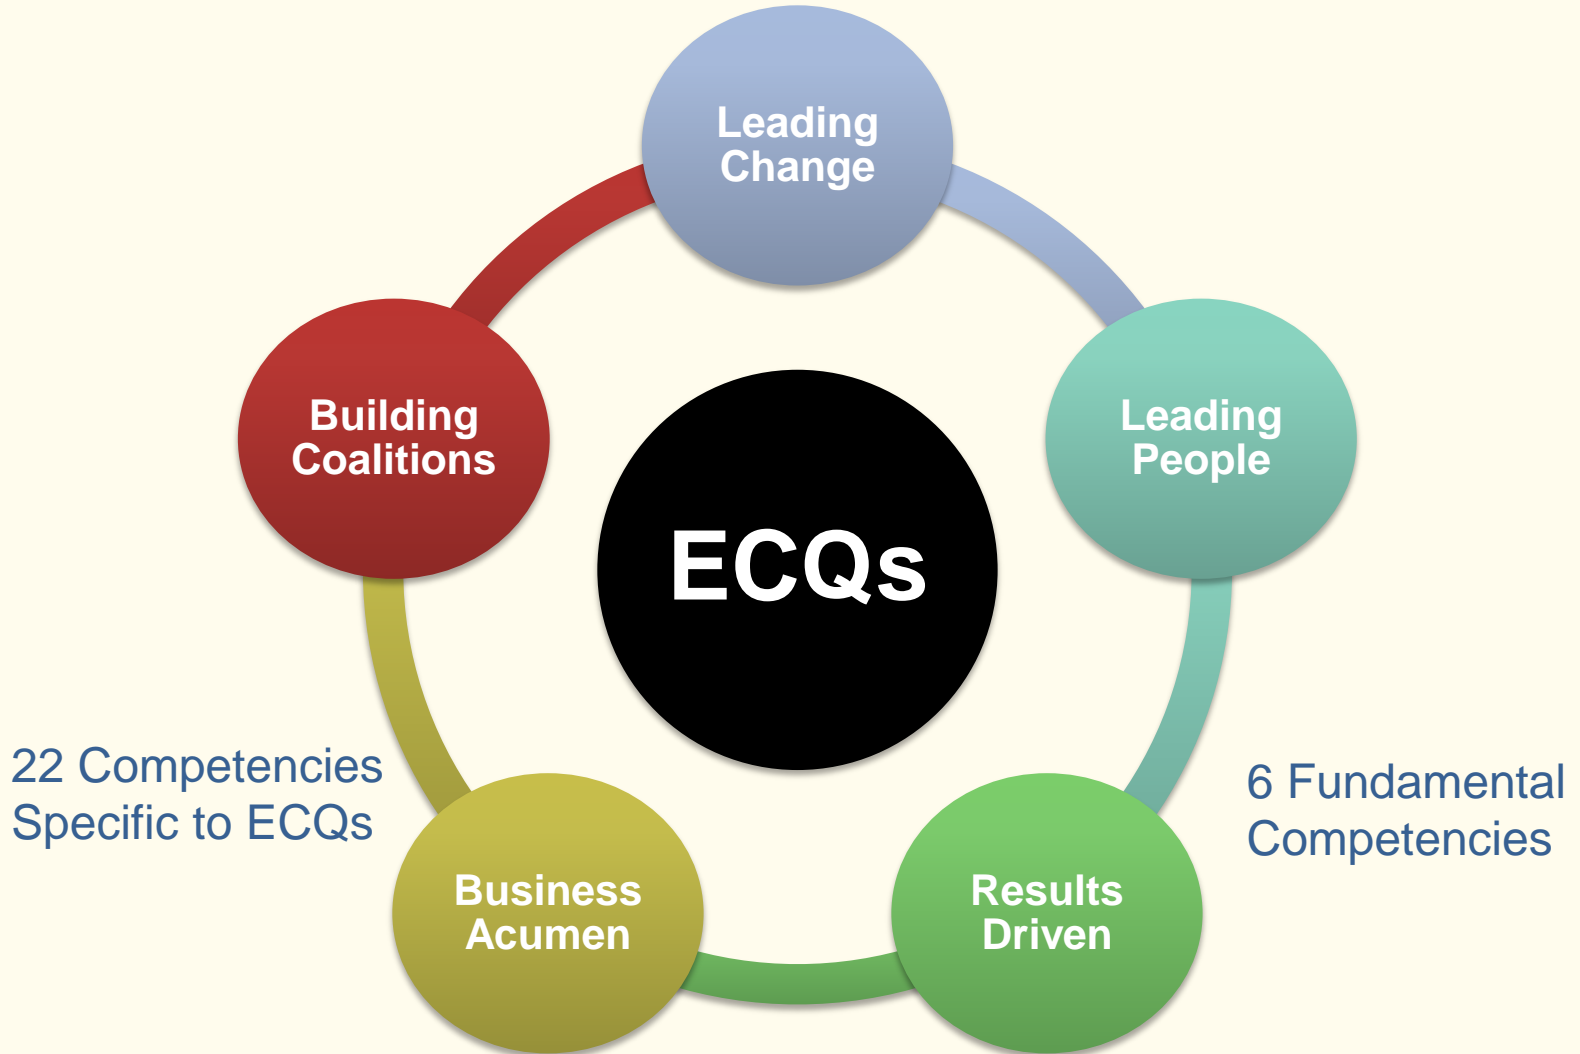 Leading
Change
Building
Coalitions
Leading
People
ECQs
22 Competencies
Specific to ECQs
6 Fundamental
Competencies
Business
Acumen
Results
Driven